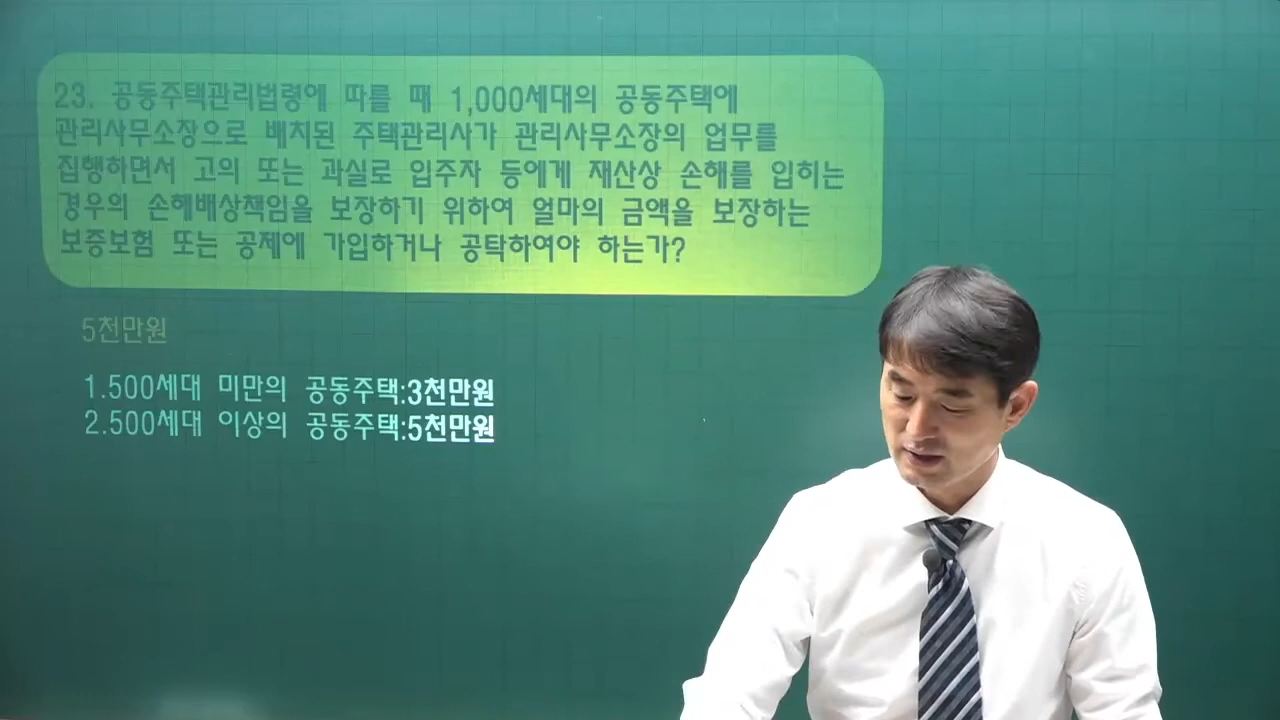 23. 공동주택관리법령에 따를 때 1,000세대의 공동주택에
관리사무소장으로 배치된 주택관리사가 관리사무소장의 업무를
집행하면서 고의 또는 과실로 입주자 등에게 재산상 손해를 입히는
경우의 손해배상책임을 보장하기 위하여 얼마의 금액을 보장하는
보증보험 또는 공제에 가입하거나 공탁하여야 하는가?
5천만원
1.500세대 미만의 공동주택:3천만원
2.500세대 이상의 공동주택:5천만원